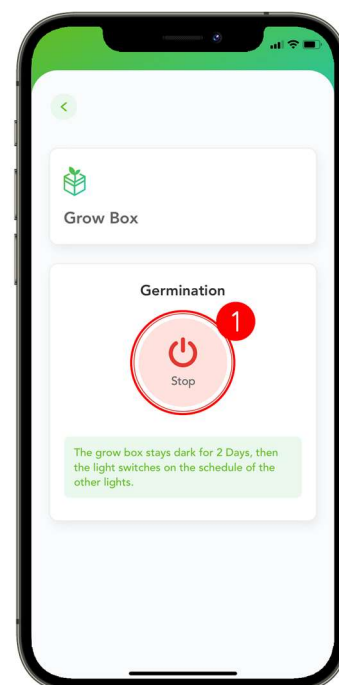 Grow Box
Germination
1
Stop
The grow box stays dark for 2 Days, then
the light switches on the schedule of the
other lights.